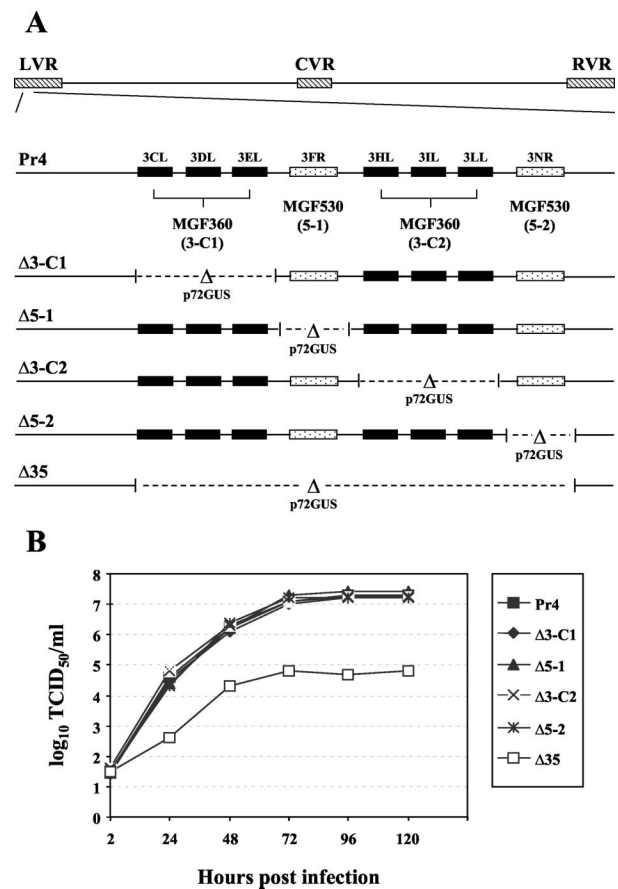 A
LVR CVR RVR
Pr4 3CL 3DL 3EL 3FR 3HL 3IL 3LL 3NR
MGF360
(3-C1)
MGF530
(5-1)
MGF360
(3-C2)
MGF530
(5-2)
Δ3-C1
Δ
p72GUS
Δ5-1
Δ
p72GUS
Δ3-C2
Δ
p72GUS
Δ5-2
Δ
p72GUS
Δ35
Δ
p72GUS
B
log₁₀ TCID₅₀/ml
8
7
6
5
4
3
2
1
0
2 24 48 72 96 120
Hours post infection
Pr4
Δ3-C1
Δ5-1
Δ3-C2
Δ5-2
Δ35